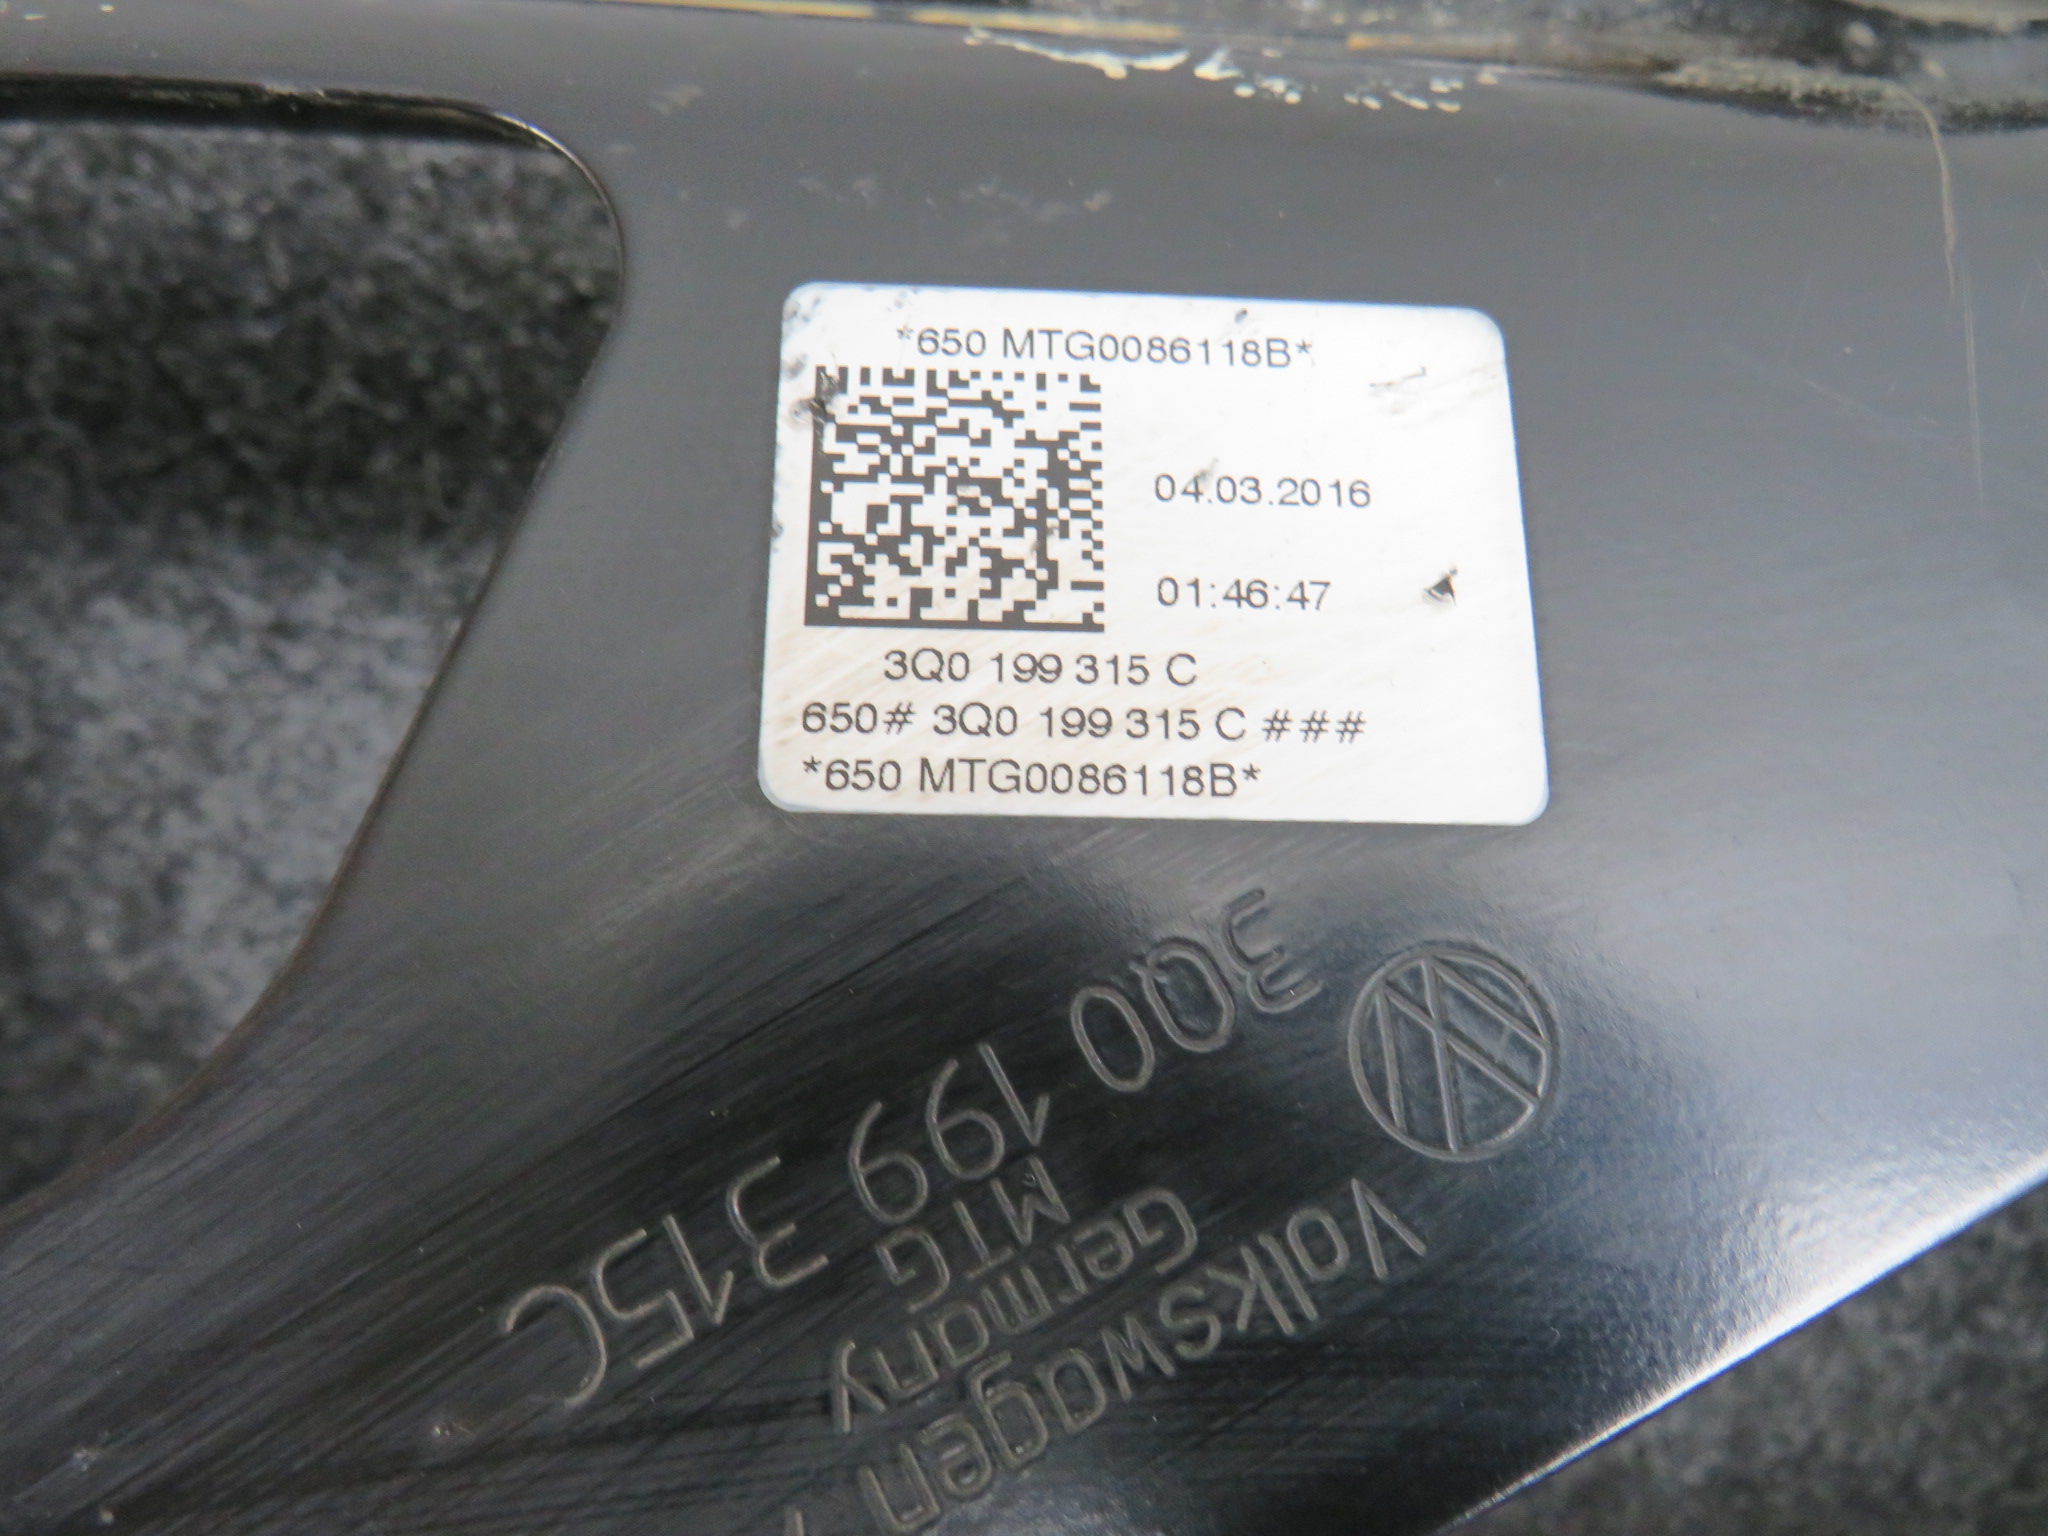 *650 MTG0086118B*
04.03.2016
01:46:47
3Q0 199 315 C
650# 3Q0 199 315 C ###
*650 MTG0086118B*
3Q0 199 315C
MTG
Germany
Volkswagen